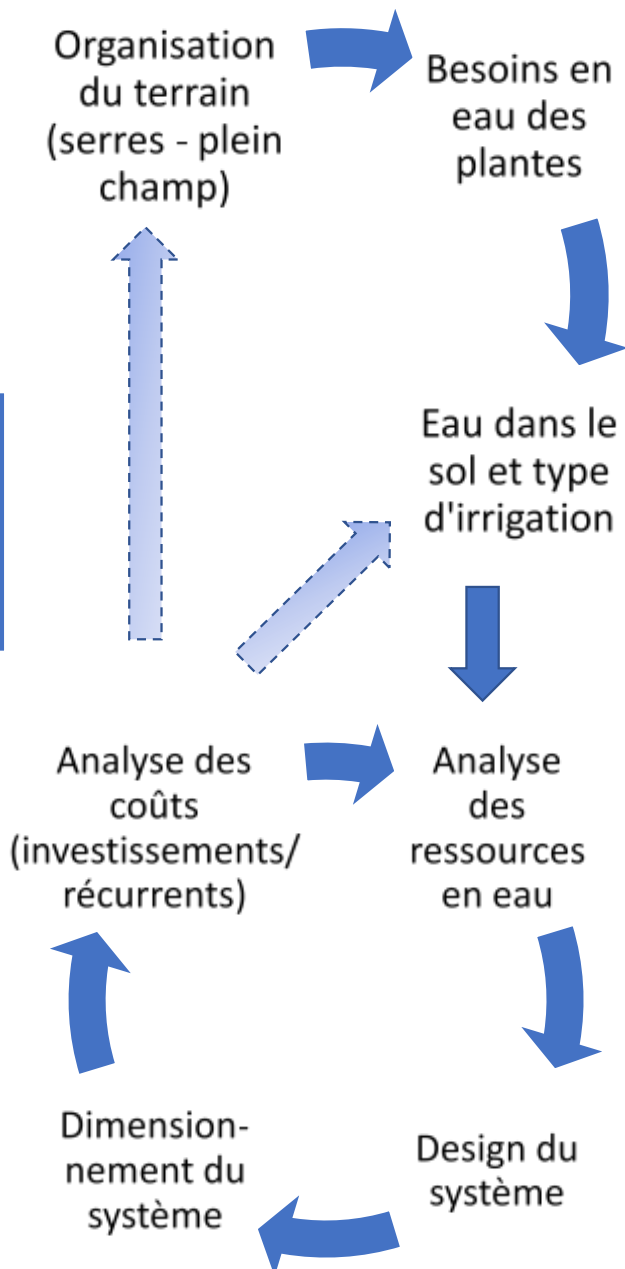 Organisation
du terrain
(serres - plein
champ)
Besoins en
eau des
plantes
Eau dans le
sol et type
d'irrigation
Analyse des
coûts
(investissements/
récurrents)
Analyse
des
ressources
en eau
Dimension-
nement du
système
Design du
système